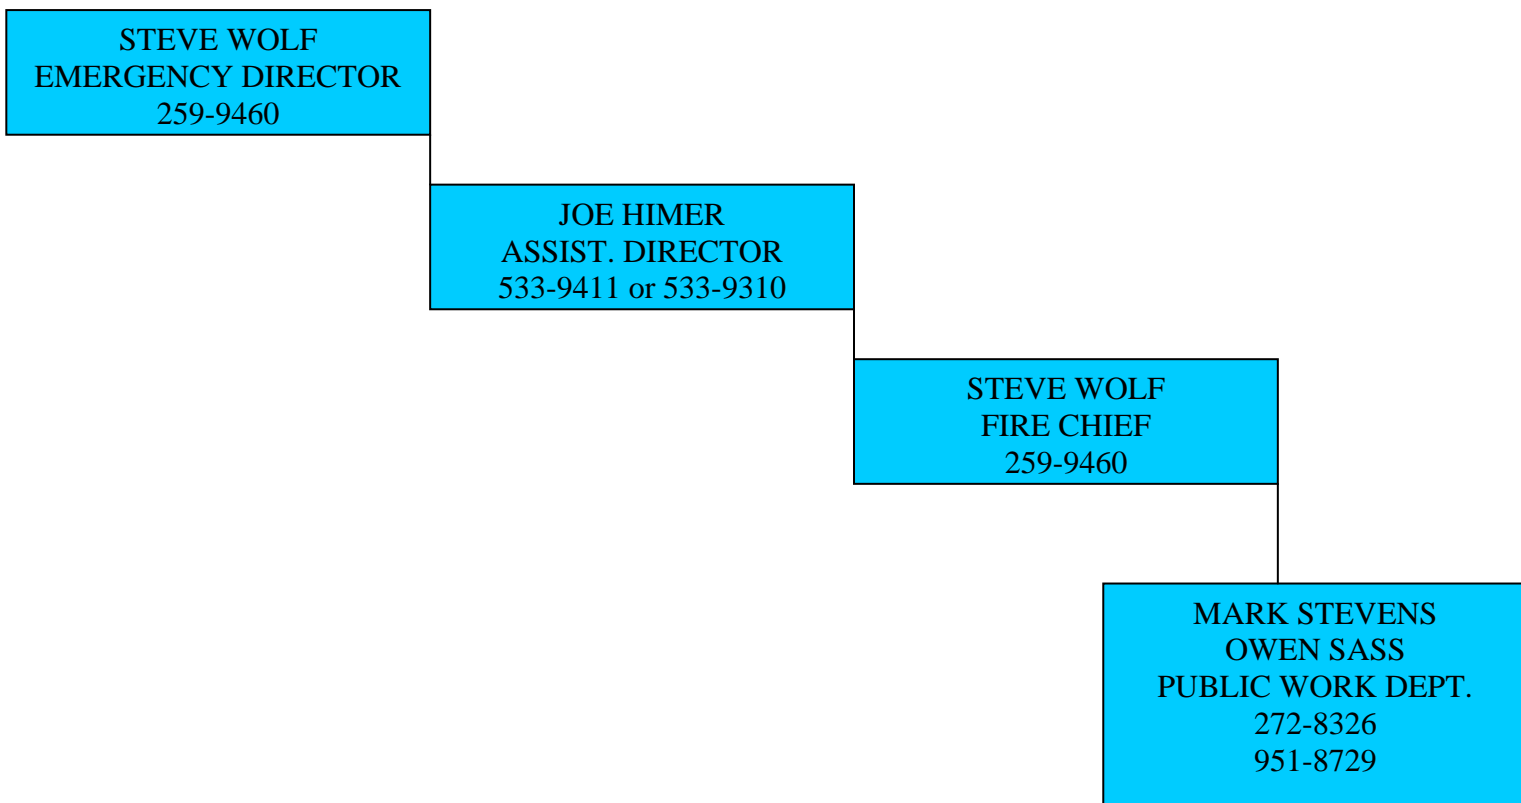 STEVE WOLF
EMERGENCY DIRECTOR
259-9460
JOE HIMER
ASSIST. DIRECTOR
533-9411 or 533-9310
STEVE WOLF
FIRE CHIEF
259-9460
MARK STEVENS
OWEN SASS
PUBLIC WORK DEPT.
272-8326
951-8729